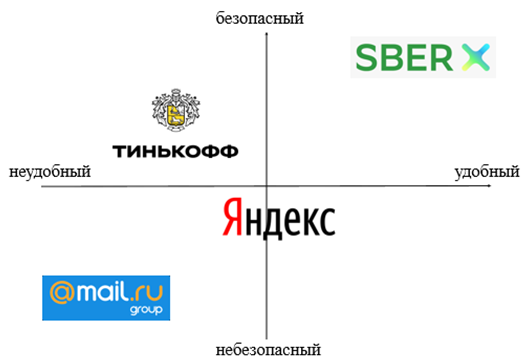 безопасный
SBER X
ТИНЬКОФФ
неудобный
удобный
Яндекс
@mail.ru
group
небезопасный